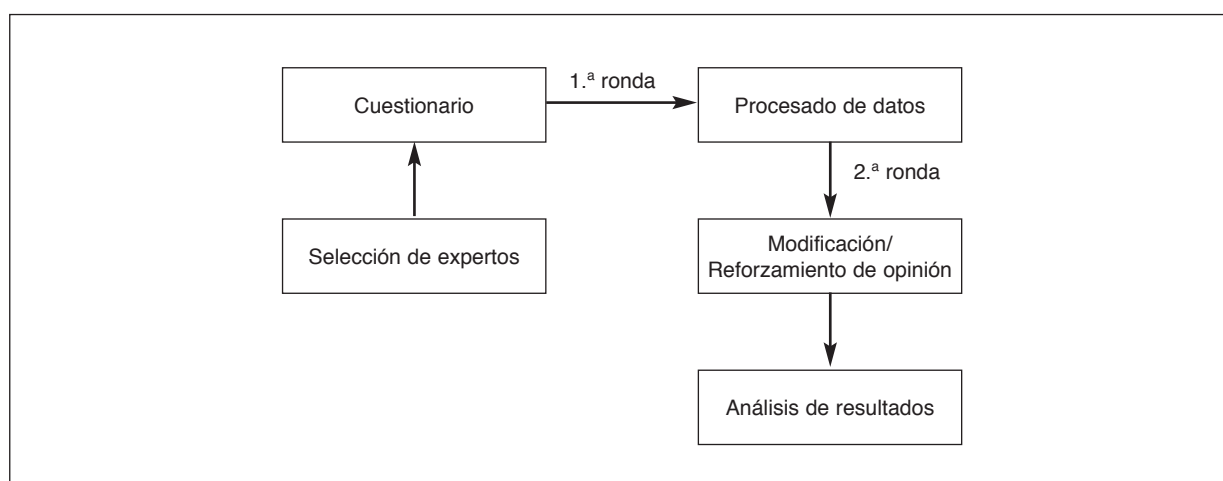 1.ª ronda
Cuestionario
Procesado de datos
2.ª ronda
Selección de expertos
Modificación/
Reforzamiento de opinión
Análisis de resultados